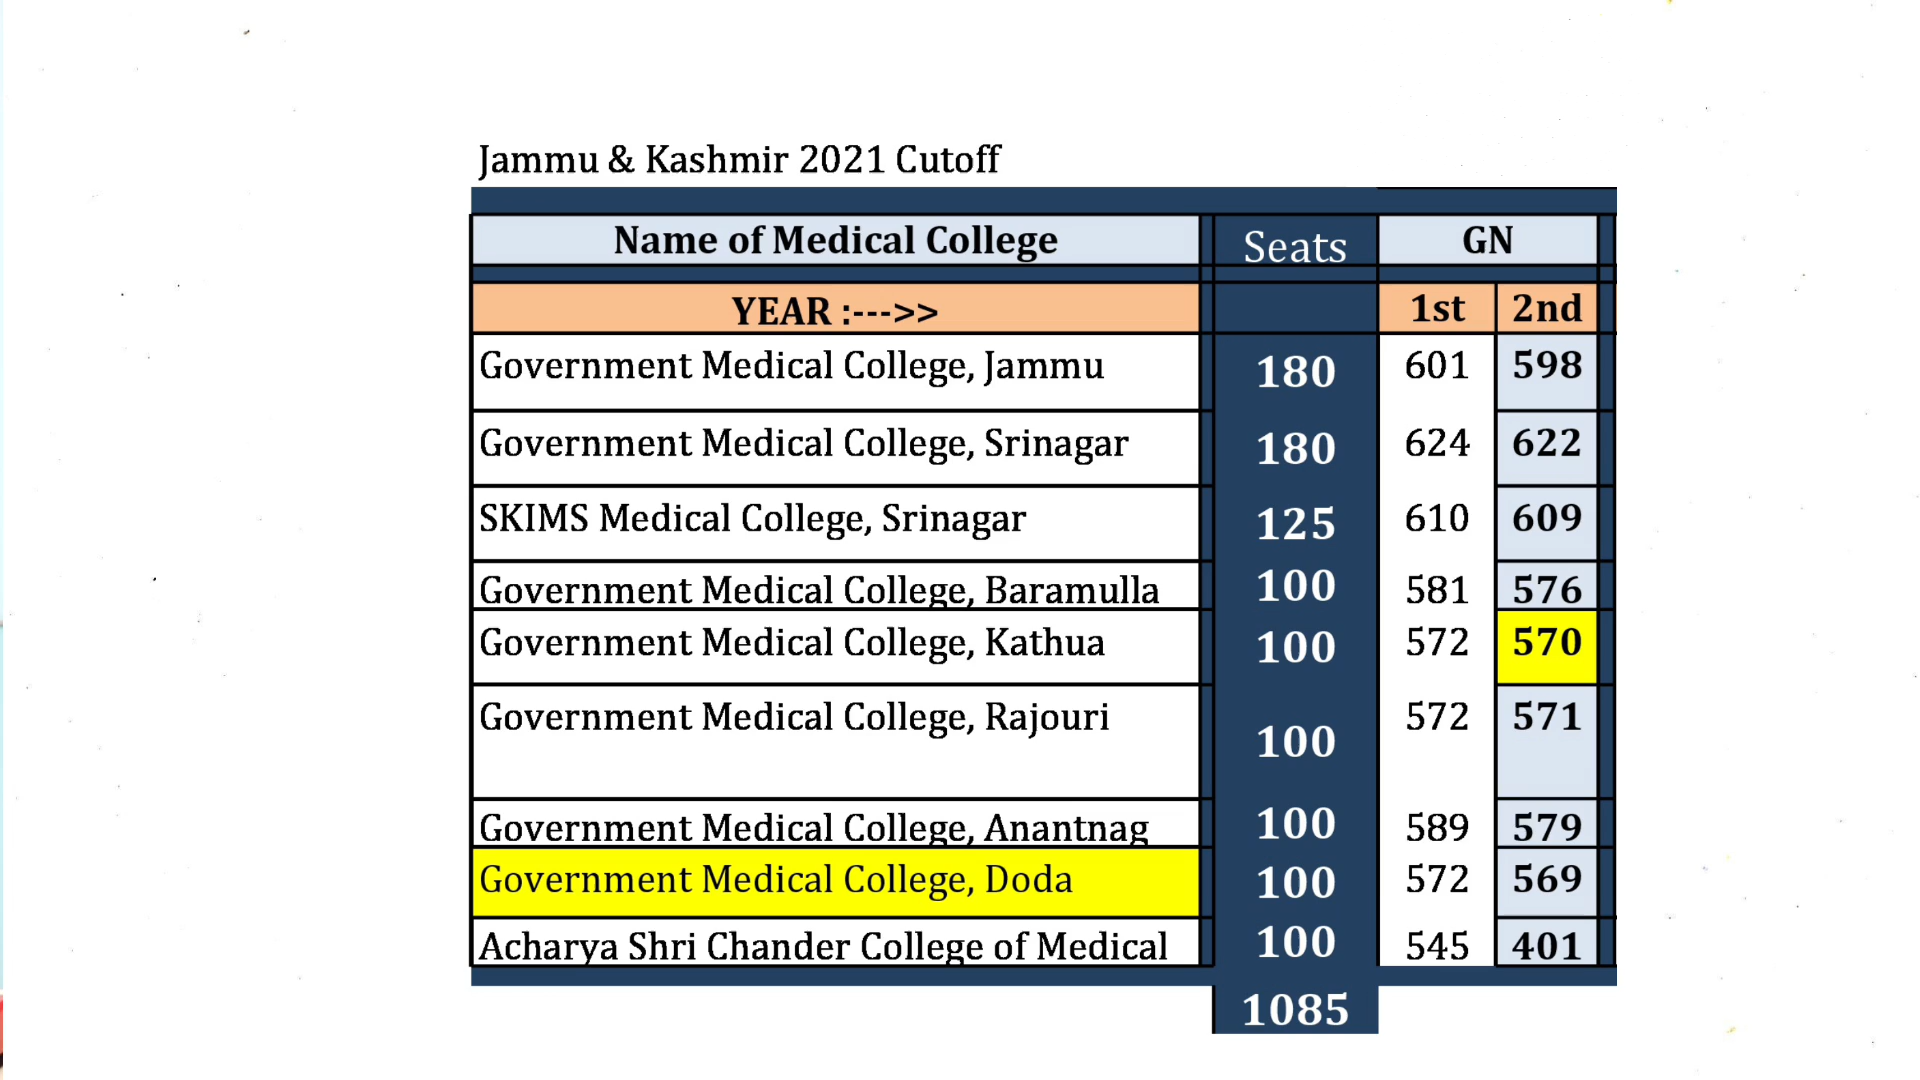 Jammu & Kashmir 2021 Cutoff
Name of Medical College Seats GN
YEAR :--->> 1st 2nd
Government Medical College, Jammu 180 601 598
Government Medical College, Srinagar 180 624 622
SKIMS Medical College, Srinagar 125 610 609
Government Medical College, Baramulla 100 581 576
Government Medical College, Kathua 100 572 570
Government Medical College, Rajouri 100 572 571
Government Medical College, Anantnag 100 589 579
Government Medical College, Doda 100 572 569
Acharya Shri Chander College of Medical 100 545 401
1085